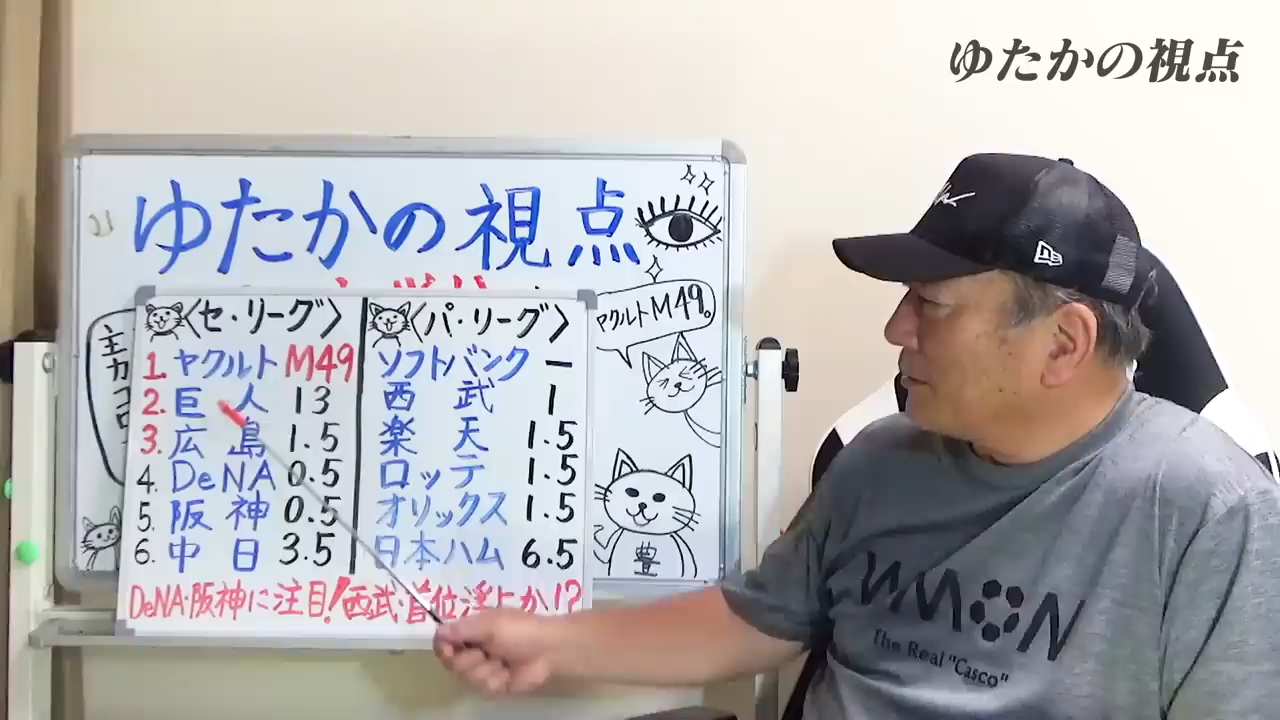 ゆたかの視点
ゆたかの視点
〈セ・リーグ〉
1. ヤクルト M49
2. 巨人 13
3. 広島 1.5
4. DeNA 0.5
5. 阪神 0.5
6. 中日 3.5
〈パ・リーグ〉
ソフトバンク ー
西武 1
楽天 1.5
ロッテ 1.5
オリックス 1.5
日本ハム 6.5
DeNA・阪神に注目!西武・首位浮上か!?
ヤクルトM49。
豊
UNMON
The Real "Casco"